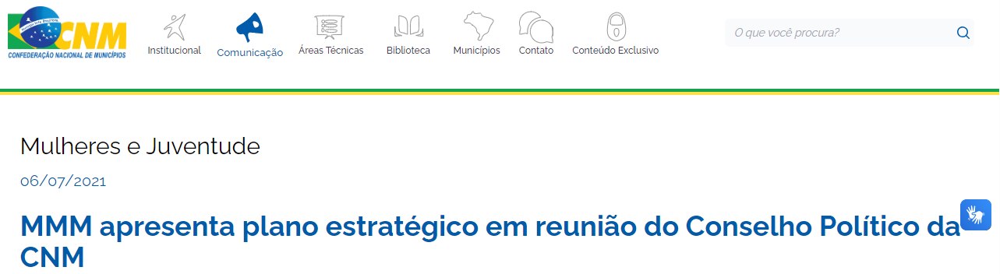 CNM
CONFEDERAÇÃO NACIONAL DE MUNICÍPIOS
Institucional
Comunicação
Áreas Técnicas
Biblioteca
Municípios
Contato
Conteúdo Exclusivo
O que você procura?
Mulheres e Juventude
06/07/2021
MMM apresenta plano estratégico em reunião do Conselho Político da
CNM